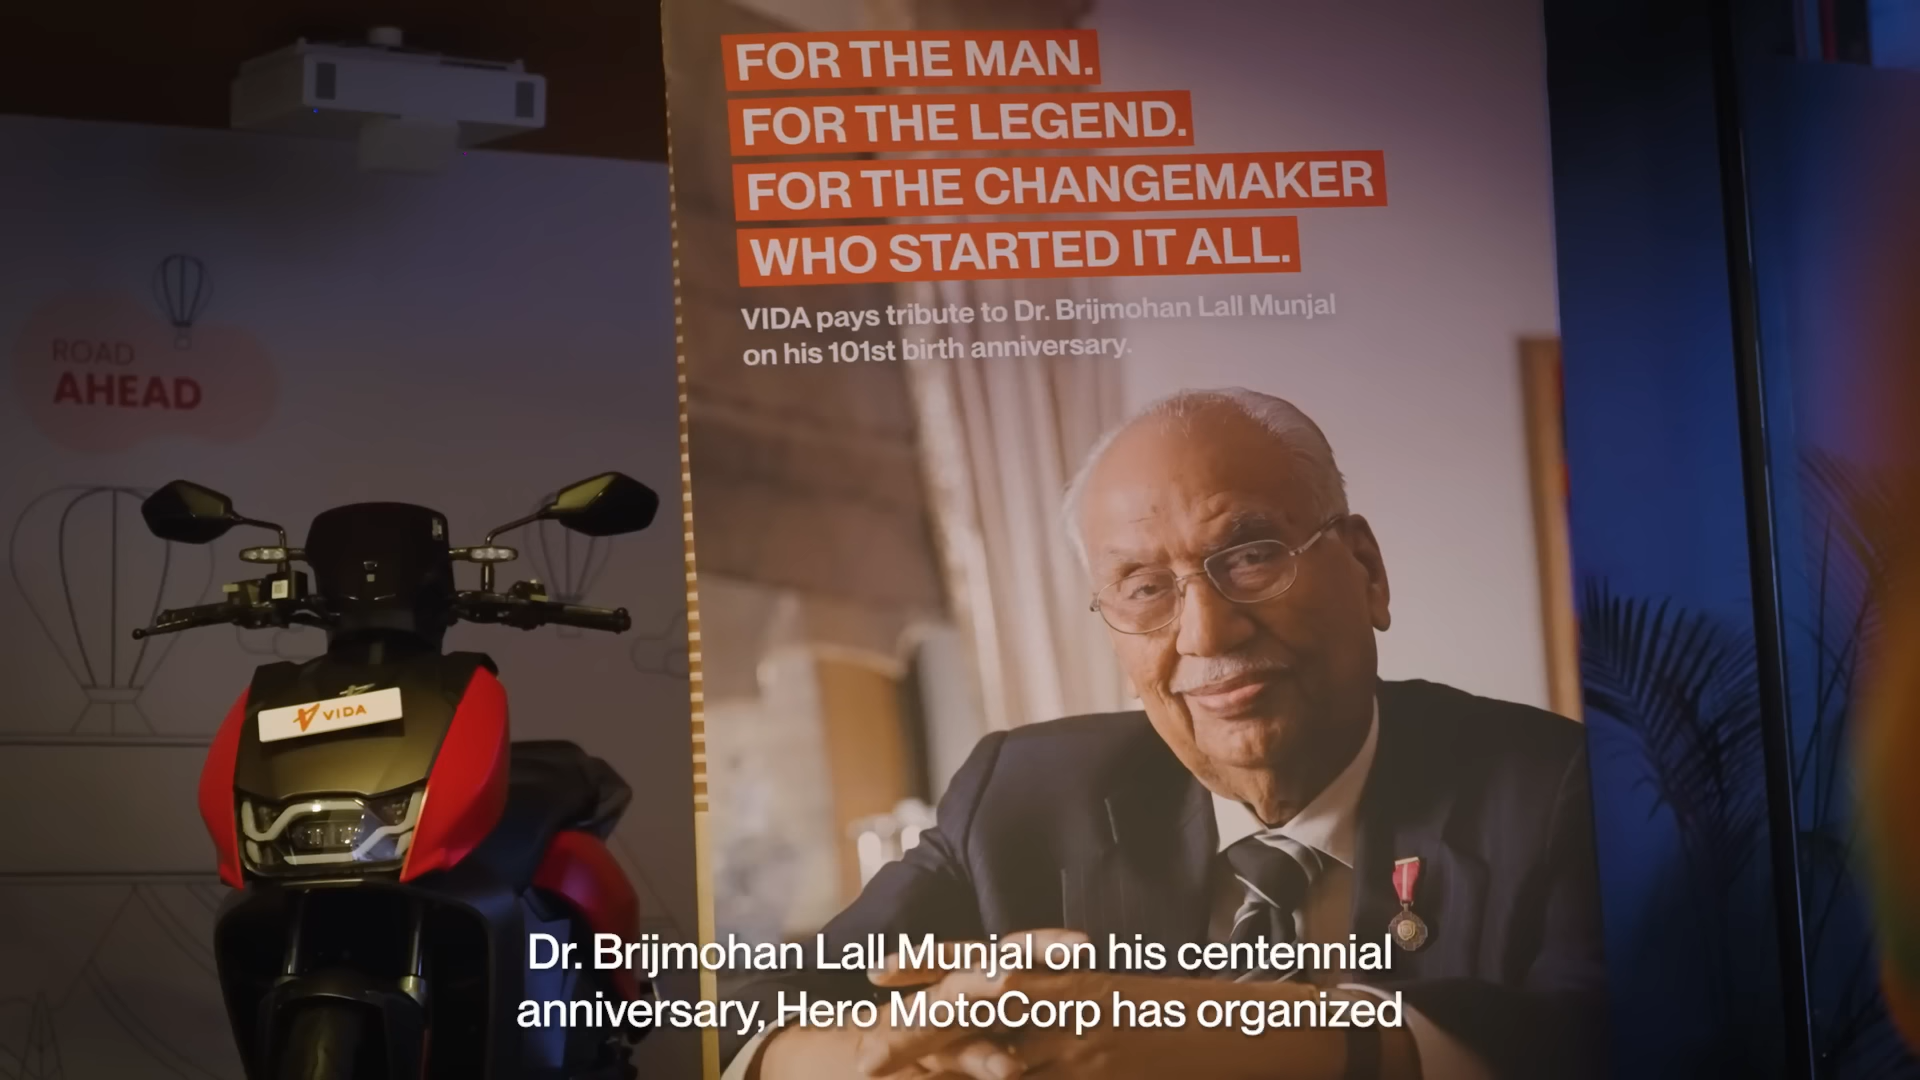 FOR THE MAN.
FOR THE LEGEND.
FOR THE CHANGEMAKER
WHO STARTED IT ALL.
VIDA pays tribute to Dr. Brijmohan Lall Munjal
on his 101st birth anniversary.
ROAD
AHEAD
VIDA
Dr. Brijmohan Lall Munjal on his centennial
anniversary, Hero MotoCorp has organized